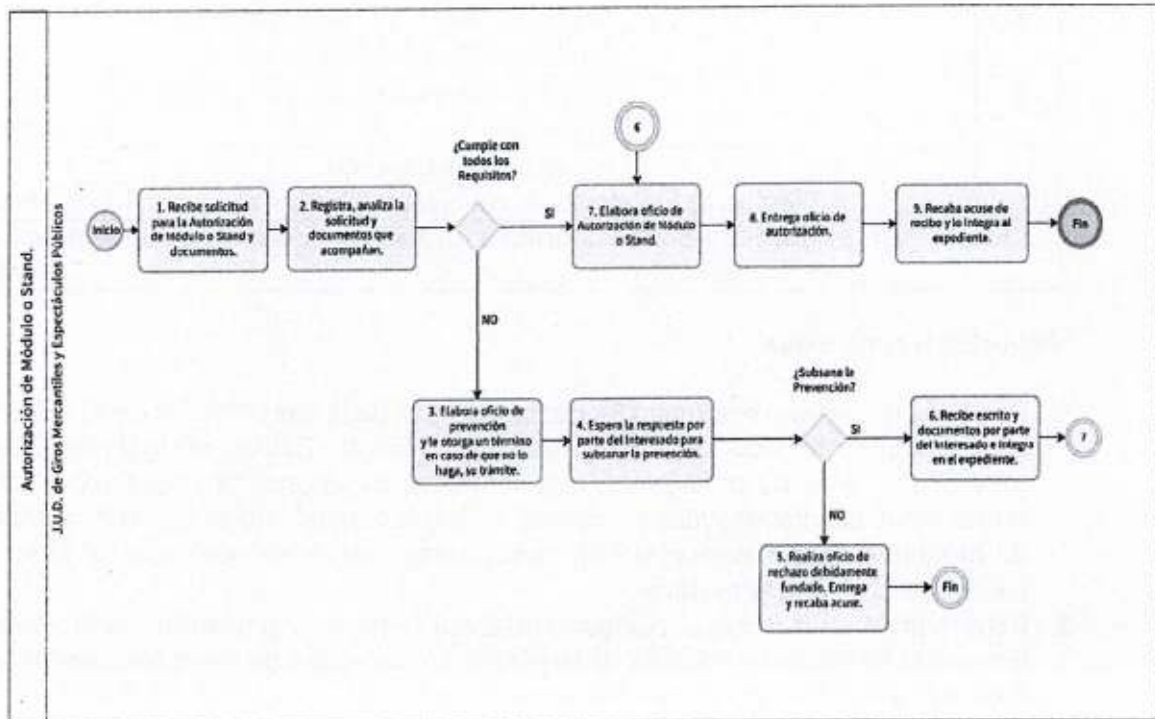 Autorización de Módulo o Stand.
J.U.D. de Giros Mercantiles y Espectáculos Públicos
Inicio
1. Recibe solicitud
para la Autorización
de Módulo o Stand y
documentos.
2. Registra, analiza la
solicitud y
documentos que
acompañan.
¿Cumple con
todos los
Requisitos?
SI
6
7. Elabora oficio de
Autorización de Módulo
o Stand.
8. Entrega oficio de
autorización.
9. Recaba acuse de
recibo y lo integra al
expediente.
Fin
NO
3. Elabora oficio de
prevención
y le otorga un término
en caso de que no lo
haga, su trámite.
4. Espera la respuesta por
parte del interesado para
subsanar la prevención.
¿Subsana la
Prevención?
SI
6. Recibe escrito y
documentos por parte
del interesado e integra
en el expediente.
7
NO
5. Realiza oficio de
rechazo debidamente
fundado. Entrega
y recaba acuse.
Fin